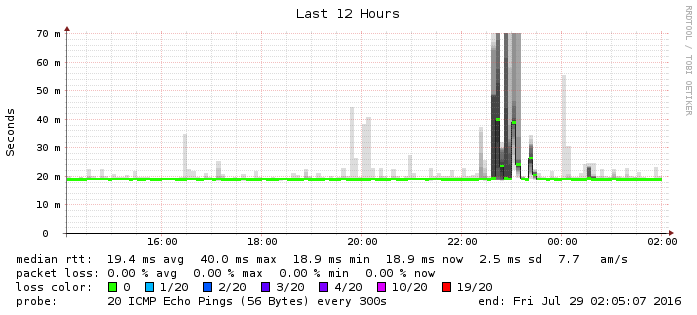 Last 12 Hours
RRDTOOL / TOBI OETIKER
Seconds
70 m
60 m
50 m
40 m
30 m
20 m
10 m
0
16:00 18:00 20:00 22:00 00:00 02:00
median rtt: 19.4 ms avg 40.0 ms max 18.9 ms min 18.9 ms now 2.5 ms sd 7.7 am/s
packet loss: 0.00 % avg 0.00 % max 0.00 % min 0.00 % now
loss color: 0 1/20 2/20 3/20 4/20 10/20 19/20
probe: 20 ICMP Echo Pings (56 Bytes) every 300s end: Fri Jul 29 02:05:07 2016